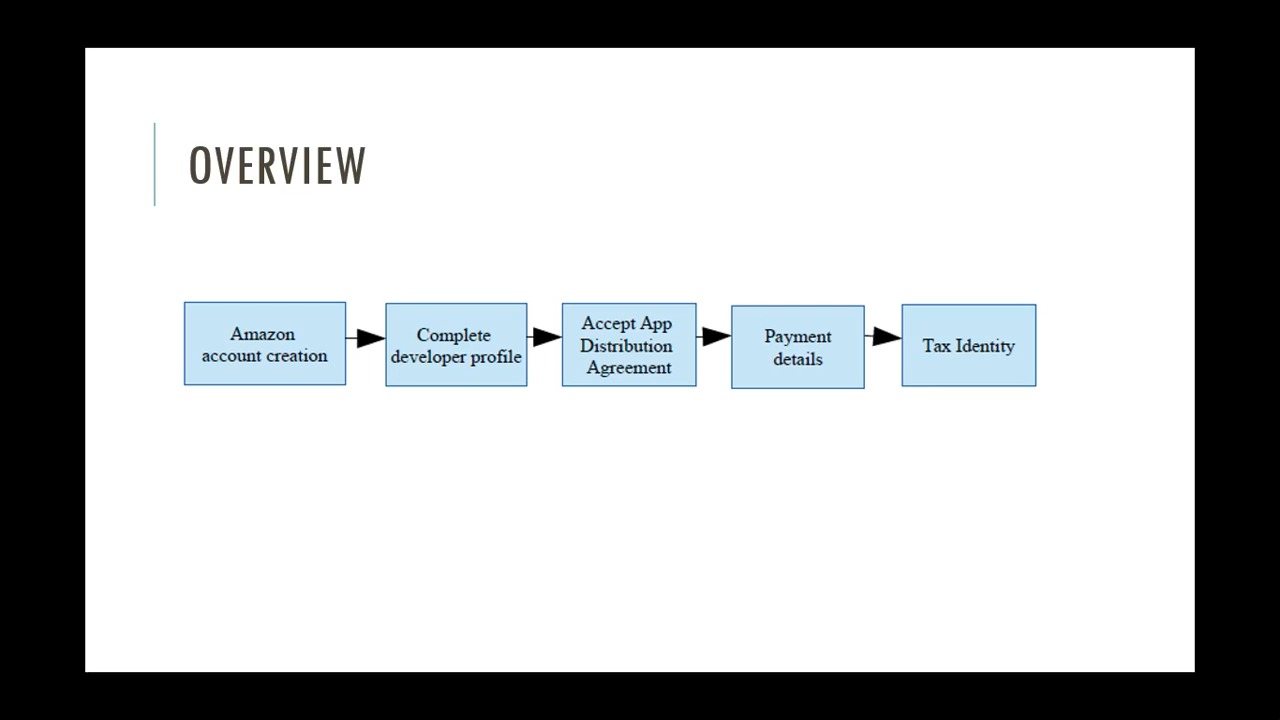 OVERVIEW
Amazon
account creation
Complete
developer profile
Accept App
Distribution
Agreement
Payment
details
Tax Identity